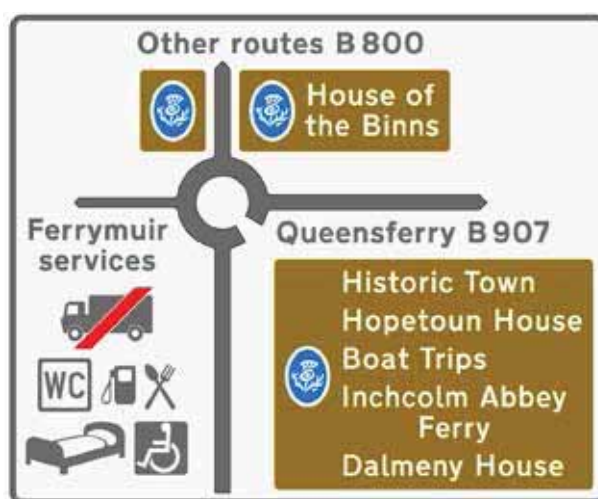 Other routes B 800
House of
the Binns
Ferrymuir
services
WC
Queensferry B 907
Historic Town
Hopetoun House
Boat Trips
Inchcolm Abbey
Ferry
Dalmeny House